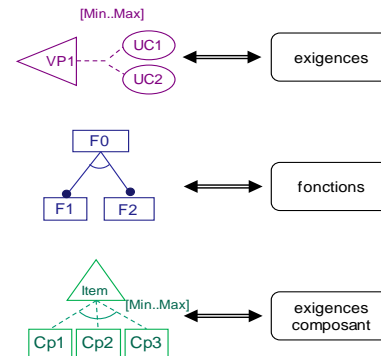 [Min..Max]
VP1
UC1
UC2
exigences
F0
F1
F2
fonctions
Item
[Min..Max]
Cp1
Cp2
Cp3
exigences
composant